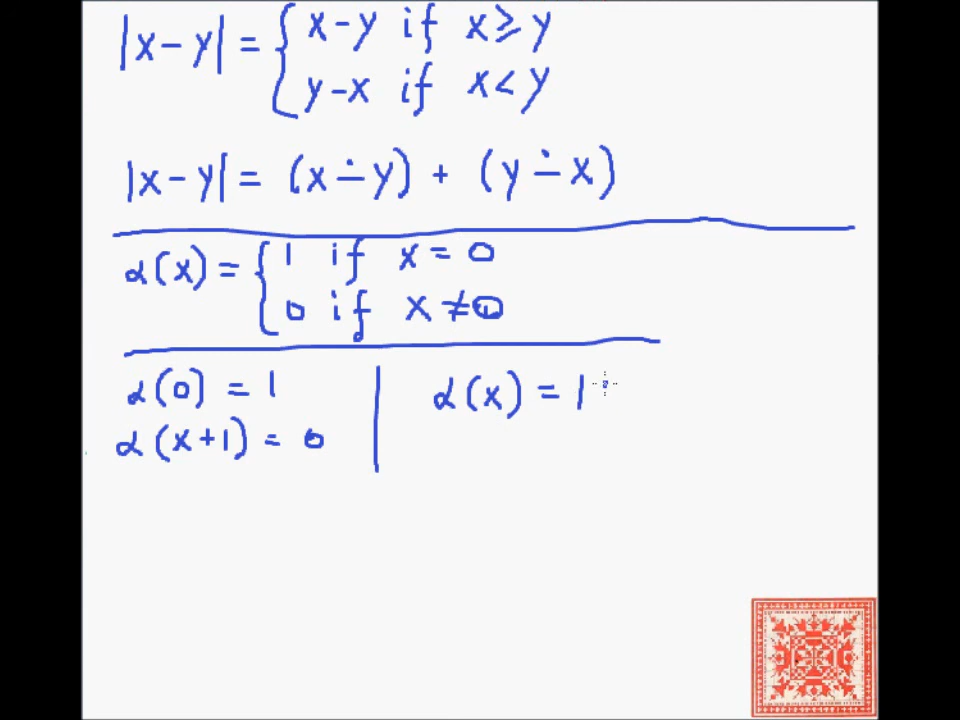 |x - y| = { x - y if x ≥ y
y - x if x < y
|x - y| = (x ∸ y) + (y ∸ x)
α(x) = { 1 if x = 0
0 if x ≠ 0
α(0) = 1
α(x+1) = 0
α(x) = 1